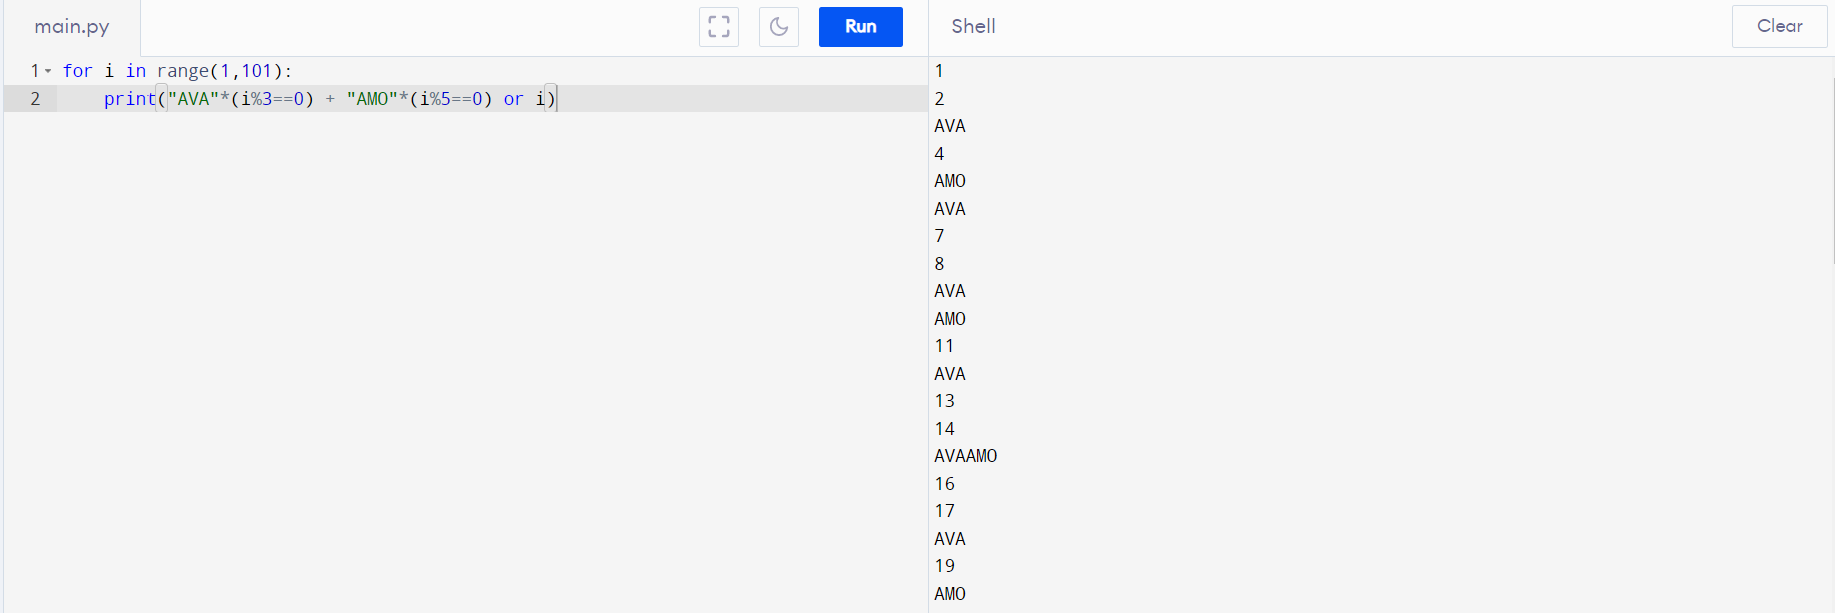 main.py
Run
1 for i in range(1,101):
2     print("AVA"*(i%3==0) + "AMO"*(i%5==0) or i)
Shell
Clear
1
2
AVA
4
AMO
AVA
7
8
AVA
AMO
11
AVA
13
14
AVAAMO
16
17
AVA
19
AMO